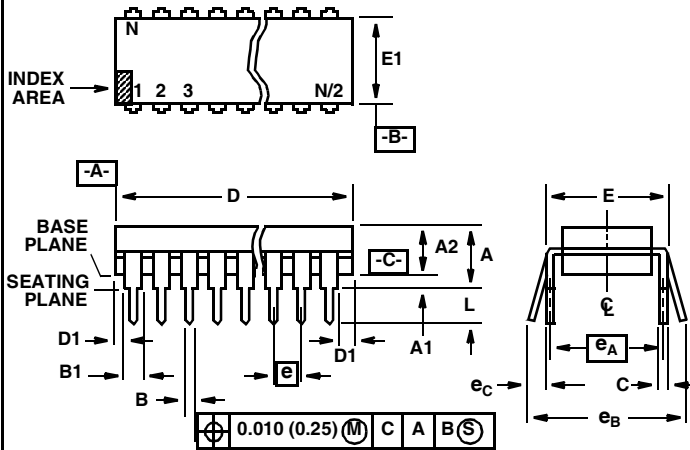 N
INDEX
AREA
1 2 3 N/2
E1
-B-
-A-
D
E
BASE
PLANE
A2
A
-C-
SEATING
PLANE
L
C
L
D1
A1
D1
e
eA
B1
B
eC
C
eB
0.010 (0.25) M C A B S